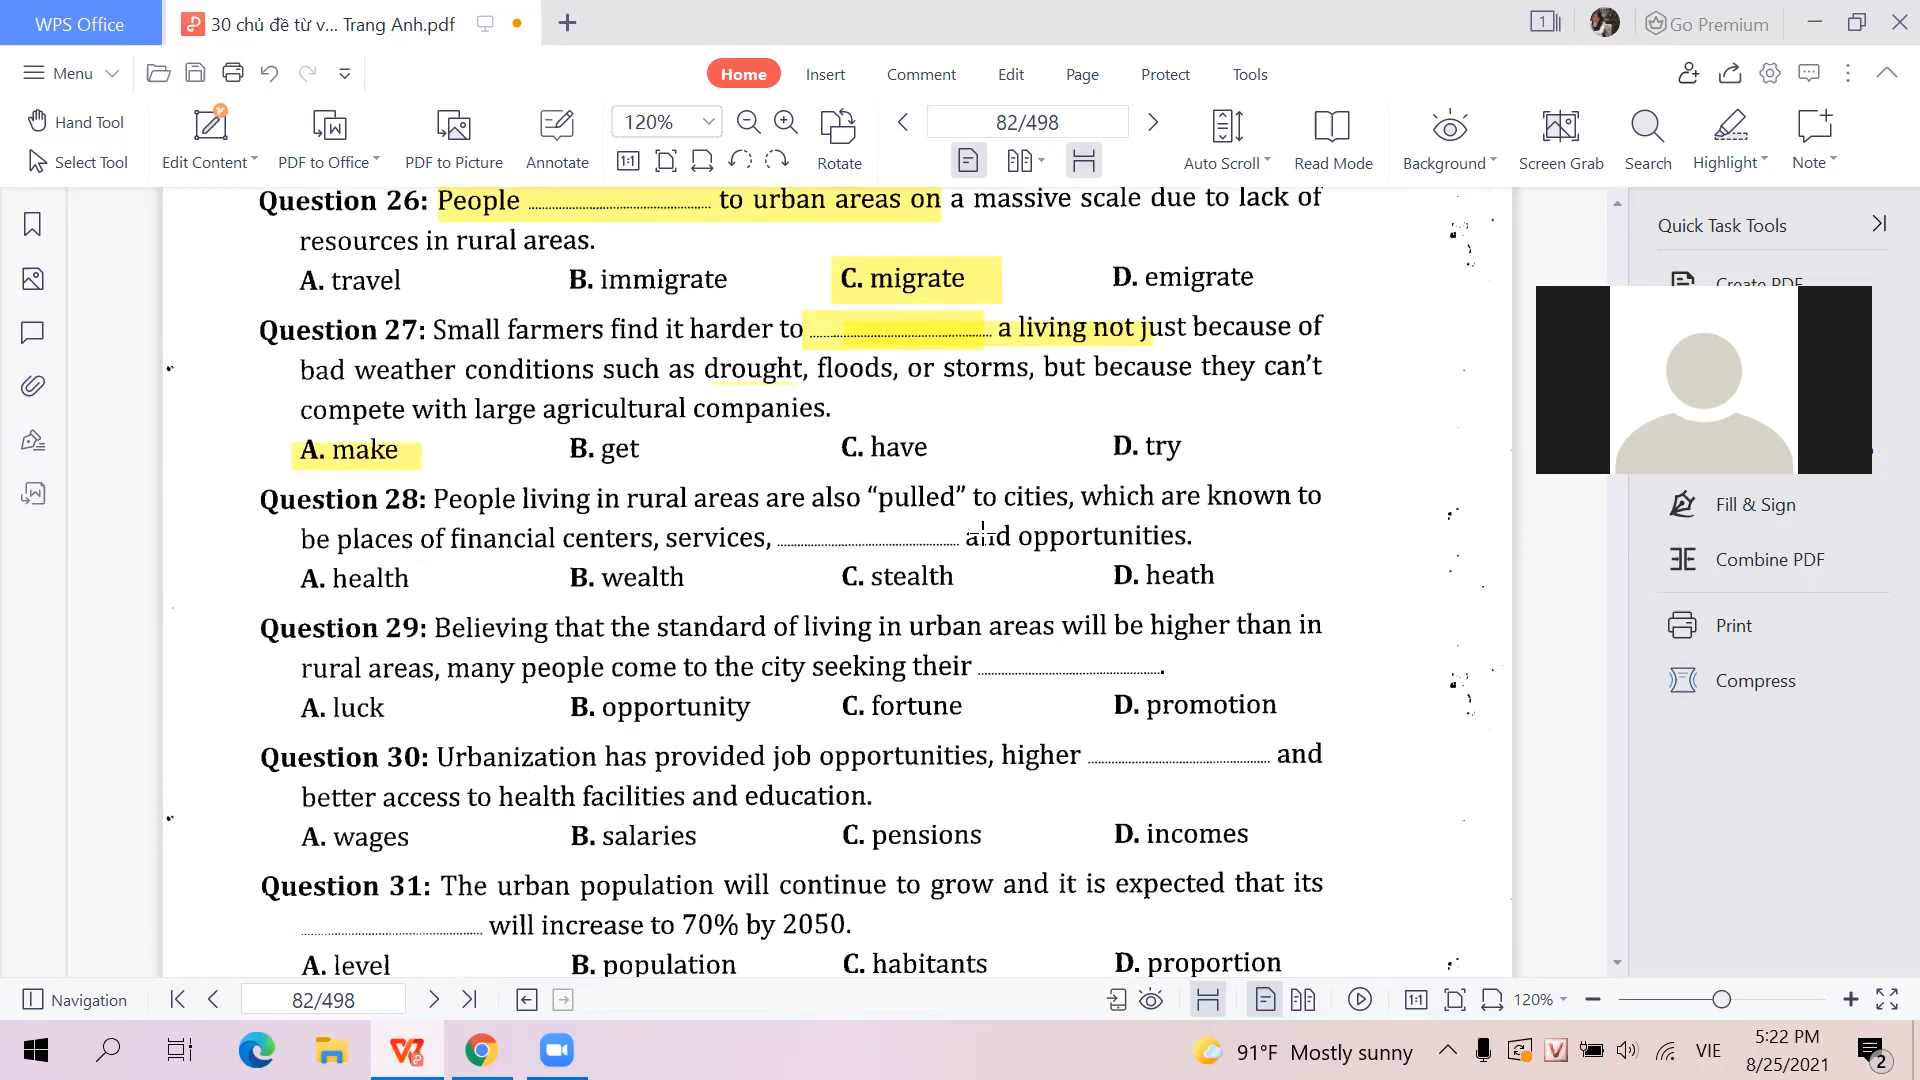 WPS Office
30 chủ đề từ v... Trang Anh.pdf
1
Go Premium
Menu
Home
Insert
Comment
Edit
Page
Protect
Tools
Hand Tool
Select Tool
Edit Content
PDF to Office
PDF to Picture
Annotate
120%
1:1
Rotate
82/498
Auto Scroll
Read Mode
Background
Screen Grab
Search
Highlight
Note
Question 26: People .................... to urban areas on a massive scale due to lack of
resources in rural areas.
A. travel B. immigrate C. migrate D. emigrate
Question 27: Small farmers find it harder to .................... a living not just because of
bad weather conditions such as drought, floods, or storms, but because they can't
compete with large agricultural companies.
A. make B. get C. have D. try
Question 28: People living in rural areas are also “pulled” to cities, which are known to
be places of financial centers, services, .................... and opportunities.
A. health B. wealth C. stealth D. heath
Question 29: Believing that the standard of living in urban areas will be higher than in
rural areas, many people come to the city seeking their .................... .
A. luck B. opportunity C. fortune D. promotion
Question 30: Urbanization has provided job opportunities, higher .................... and
better access to health facilities and education.
A. wages B. salaries C. pensions D. incomes
Question 31: The urban population will continue to grow and it is expected that its
.................... will increase to 70% by 2050.
A. level B. population C. habitants D. proportion
Quick Task Tools
Create PDF
Fill & Sign
Combine PDF
Print
Compress
Navigation
82/498
1:1
120%
91°F Mostly sunny
VIE
5:22 PM
8/25/2021
2